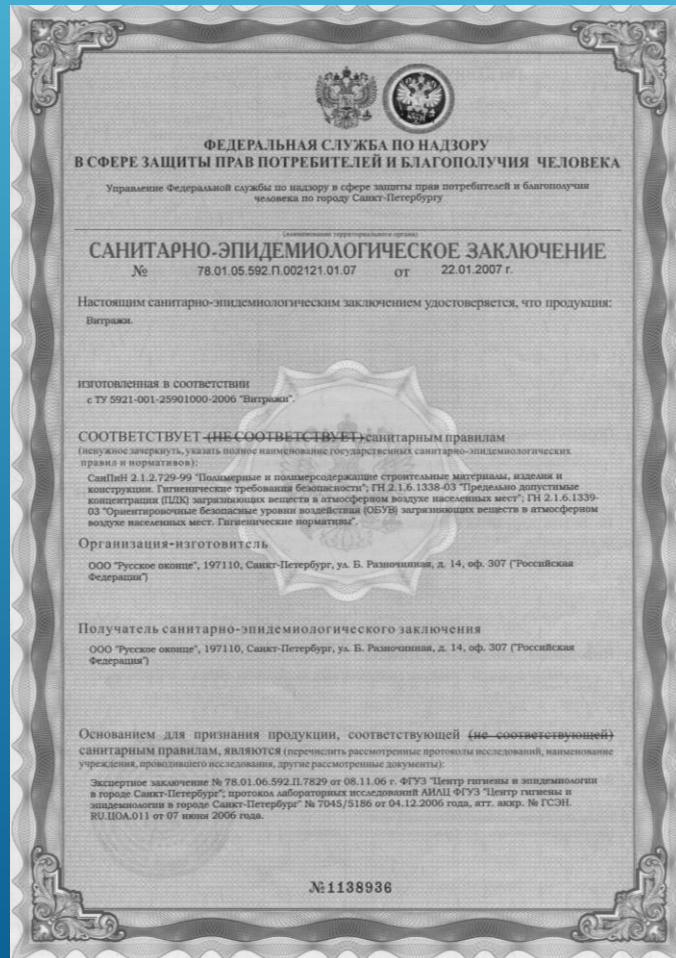 ФЕДЕРАЛЬНАЯ СЛУЖБА ПО НАДЗОРУ
В СФЕРЕ ЗАЩИТЫ ПРАВ ПОТРЕБИТЕЛЕЙ И БЛАГОПОЛУЧИЯ ЧЕЛОВЕКА
Управление Федеральной службы по надзору в сфере защиты прав потребителей и благополучия
человека по городу Санкт-Петербургу
(наименование территориального органа)
САНИТАРНО-ЭПИДЕМИОЛОГИЧЕСКОЕ ЗАКЛЮЧЕНИЕ
№ 78.01.05.592.П.002121.01.07 от 22.01.2007 г.
Настоящим санитарно-эпидемиологическим заключением удостоверяется, что продукция:
Витражи.
изготовленная в соответствии
с ТУ 5921-001-25901000-2006 "Витражи".
СООТВЕТСТВУЕТ (НЕ СООТВЕТСТВУЕТ) санитарным правилам
(ненужное зачеркнуть, указать полное наименование государственных санитарно-эпидемиологических
правил и нормативов):
СанПиН 2.1.2.729-99 "Полимерные и полимерсодержащие строительные материалы, изделия и
конструкции. Гигиенические требования безопасности"; ГН 2.1.6.1338-03 "Предельно допустимые
концентрации (ПДК) загрязняющих веществ в атмосферном воздухе населенных мест"; ГН 2.1.6.1339-
03 "Ориентировочные безопасные уровни воздействия (ОБУВ) загрязняющих веществ в атмосферном
воздухе населенных мест. Гигиенические нормативы".
Организация-изготовитель
ООО "Русское оконце", 197110, Санкт-Петербург, ул. Б. Разночинная, д. 14, оф. 307 ("Российская
Федерация")
Получатель санитарно-эпидемиологического заключения
ООО "Русское оконце", 197110, Санкт-Петербург, ул. Б. Разночинная, д. 14, оф. 307 ("Российская
Федерация")
Основанием для признания продукции, соответствующей (не соответствующей)
санитарным правилам, являются (перечислить рассмотренные протоколы исследований, наименование
учреждения, проводившего исследования, другие рассмотренные документы):
Экспертное заключение № 78.01.06.592.П.7829 от 08.11.06 г. ФГУЗ "Центр гигиены и эпидемиологии
в городе Санкт-Петербург"; протокол лабораторных исследований АИЛЦ ФГУЗ "Центр гигиены и
эпидемиологии в городе Санкт-Петербург" № 7045/5186 от 04.12.2006 года, атт. аккр. № ГСЭН.
RU.ЦОА.011 от 07 июня 2006 года.
№1138936